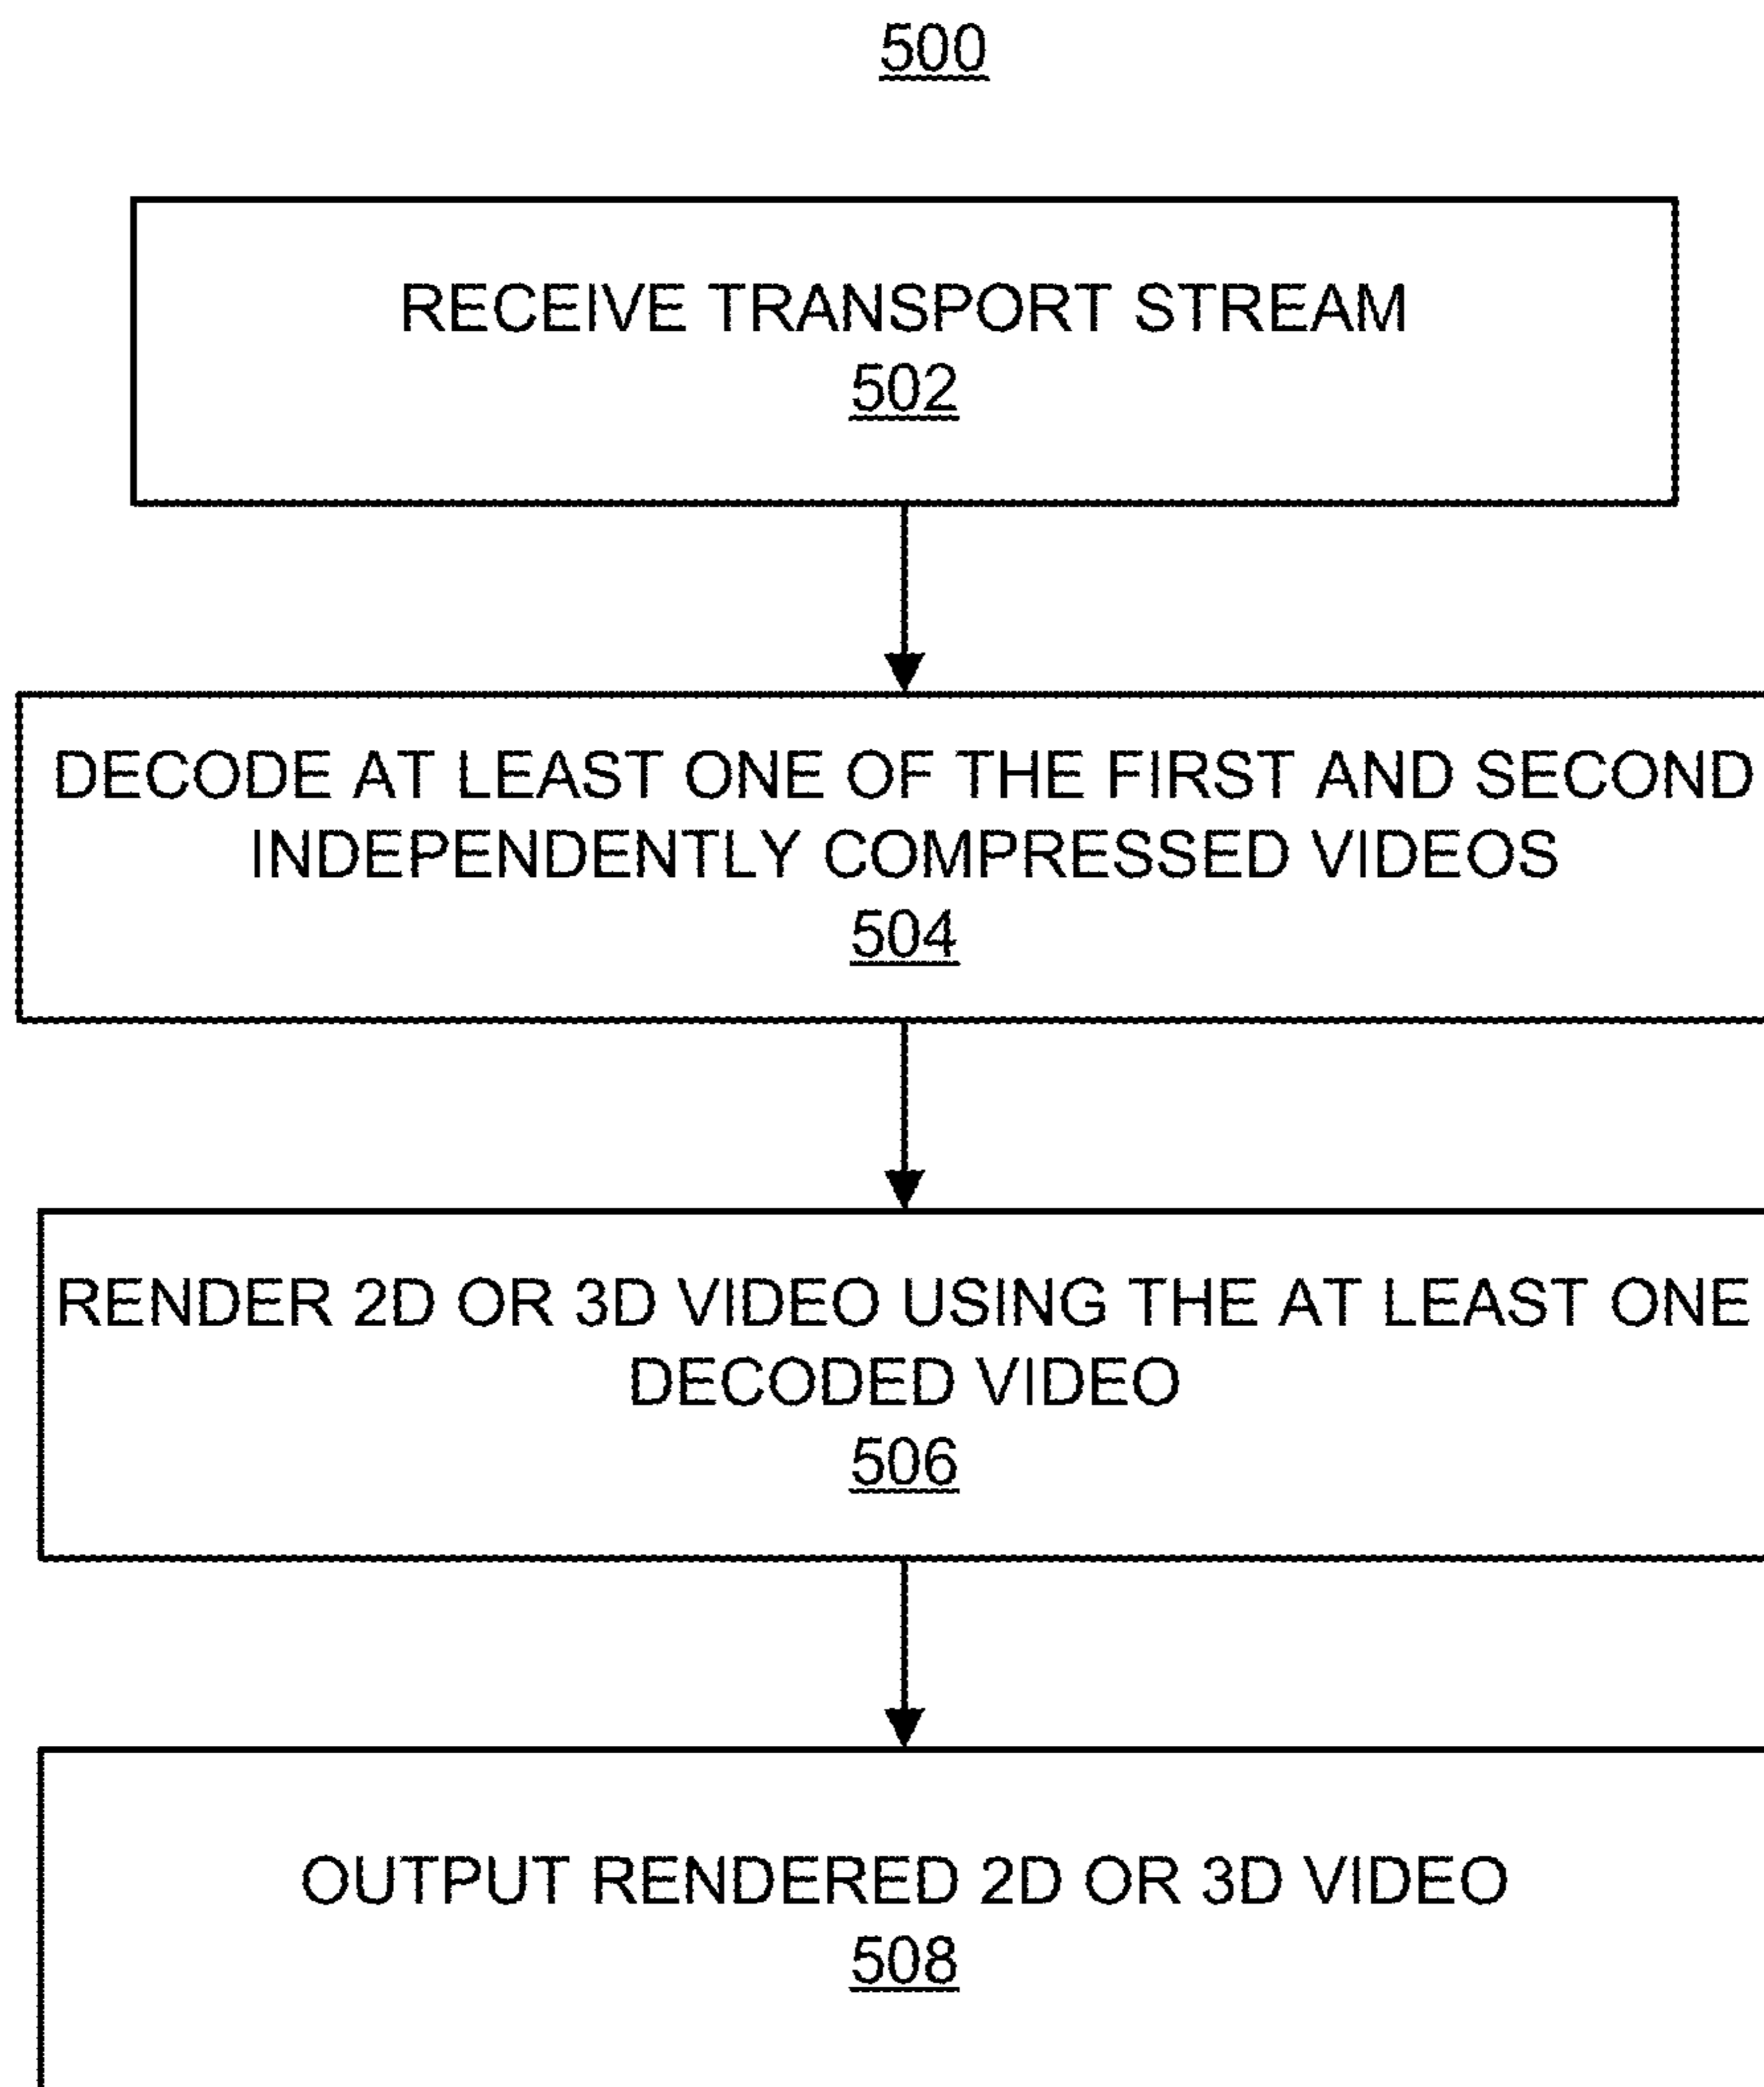 500
RECEIVE TRANSPORT STREAM
502
DECODE AT LEAST ONE OF THE FIRST AND SECOND
INDEPENDENTLY COMPRESSED VIDEOS
504
RENDER 2D OR 3D VIDEO USING THE AT LEAST ONE
DECODED VIDEO
506
OUTPUT RENDERED 2D OR 3D VIDEO
508